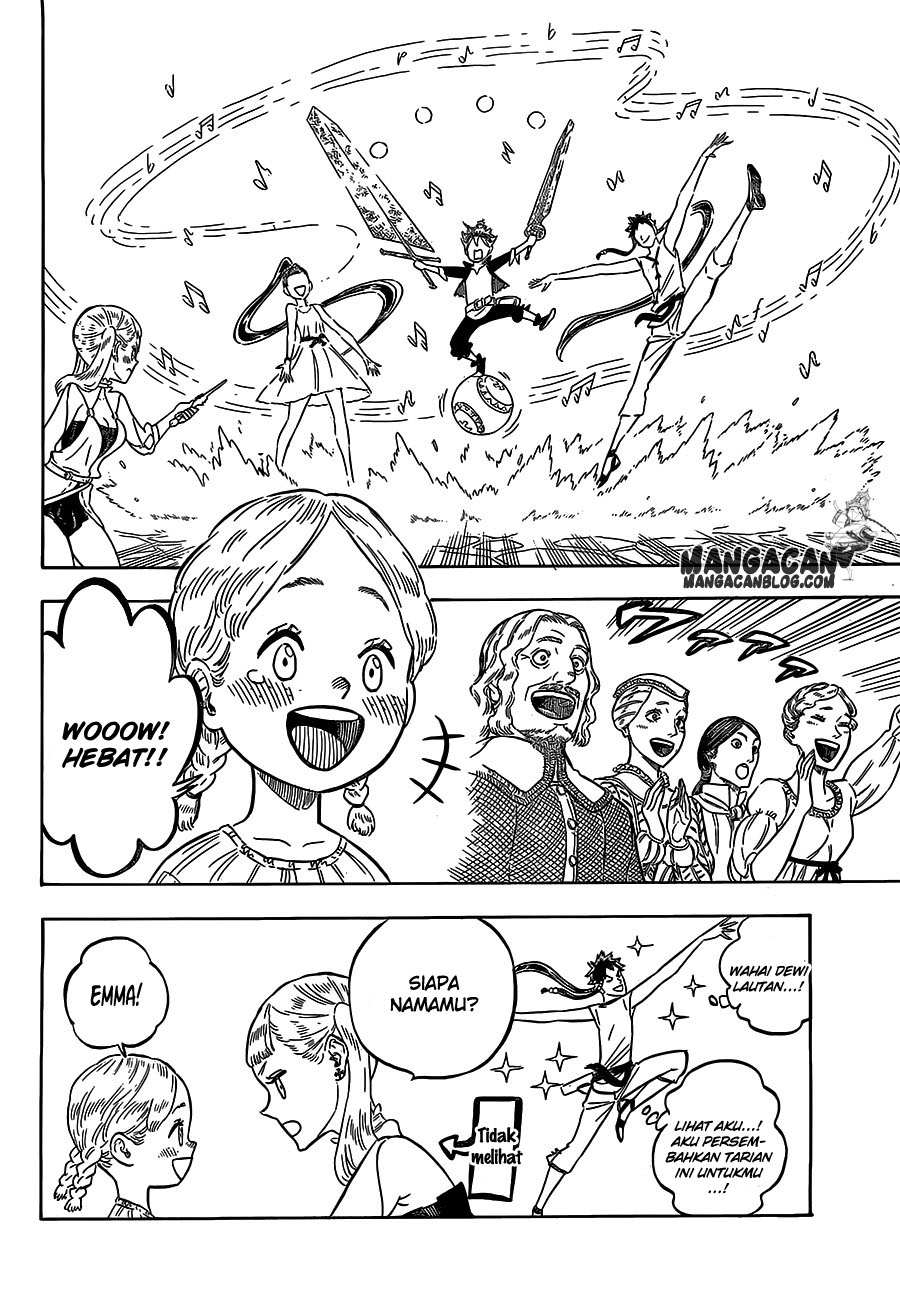 MANGACAN
MANGACANBLOG.COM
WOOOW!
HEBAT!!
WAHAI DEWI
LAUTAN...!
LIHAT AKU...!
AKU PERSEM-
BAHKAN TARIAN
INI UNTUKMU
...!
SIAPA
NAMAMU?
Tidak
melihat
EMMA!